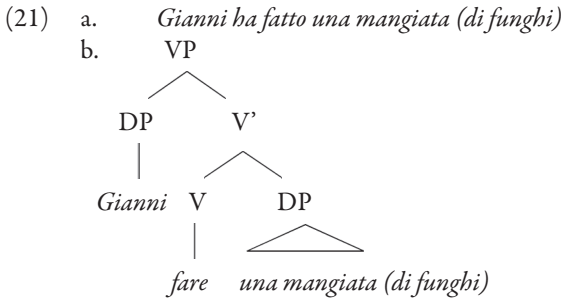 (21) a. Gianni ha fatto una mangiata (di funghi)
b. VP
DP V’
Gianni V DP
fare una mangiata (di funghi)